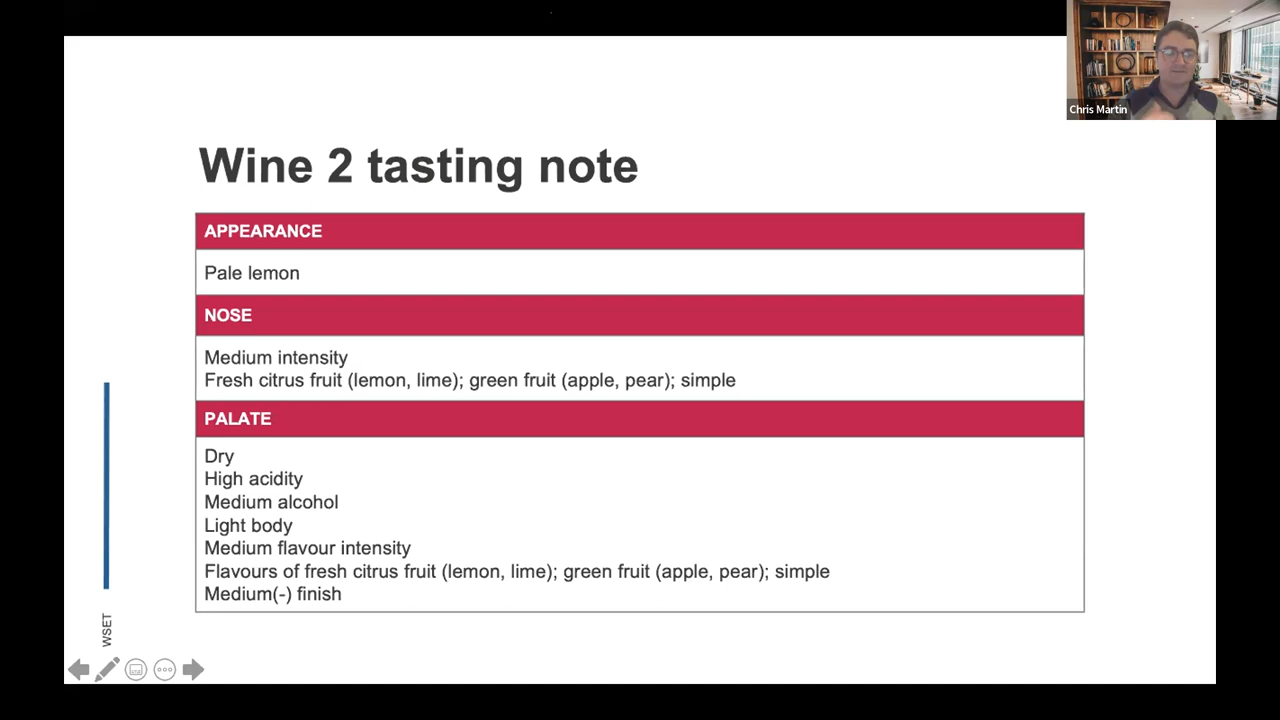 Chris Martin
Wine 2 tasting note
APPEARANCE
Pale lemon
NOSE
Medium intensity
Fresh citrus fruit (lemon, lime); green fruit (apple, pear); simple
PALATE
Dry
High acidity
Medium alcohol
Light body
Medium flavour intensity
Flavours of fresh citrus fruit (lemon, lime); green fruit (apple, pear); simple
Medium(-) finish
WSET